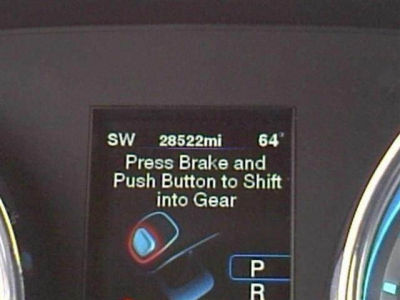 SW 28522mi 64°
Press Brake and
Push Button to Shift
into Gear
P
R